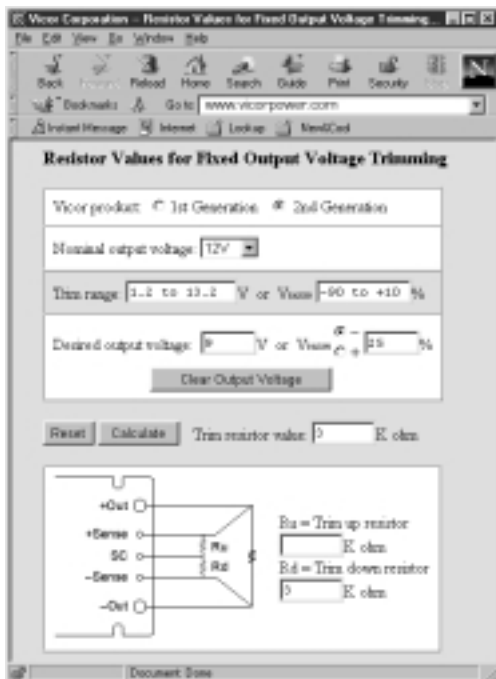 Vicor Corporation - Resistor Values for Fixed Output Voltage Trimming...
File Edit View Go Window Help
Back Reload Home Search Guide Print Security
Bookmarks Go to: www.vicorpower.com
Instant Message Internet Lookup New&Cool
Resistor Values for Fixed Output Voltage Trimming
Vicor product: 1st Generation 2nd Generation
Nominal output voltage: 12V
Trim range: 1.2 to 13.2 V or %
-90 to +10
Desired output voltage: 9 V or - + 25 %
Clear Output Voltage
Reset Calculate Trim resistor value: 3 K ohm
+Out
+Sense
SC
-Sense
-Out
Ru
Rd
Ru = Trim up resistor
K ohm
Rd = Trim down resistor
3 K ohm
Document: Done